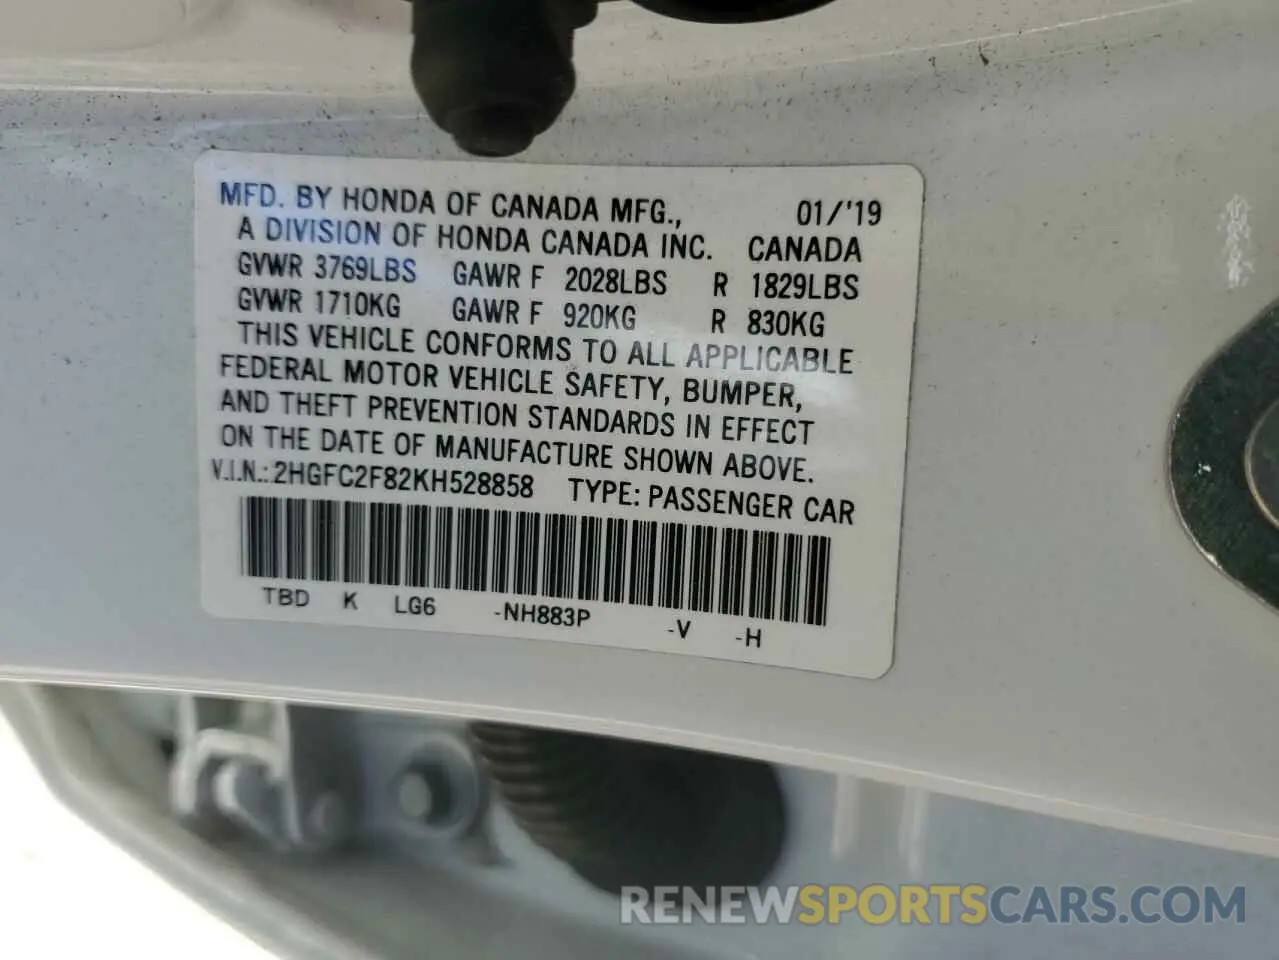 MFD. BY HONDA OF CANADA MFG., 01/'19
A DIVISION OF HONDA CANADA INC. CANADA
GVWR 3769LBS GAWR F 2028LBS R 1829LBS
GVWR 1710KG GAWR F 920KG R 830KG
THIS VEHICLE CONFORMS TO ALL APPLICABLE
FEDERAL MOTOR VEHICLE SAFETY, BUMPER,
AND THEFT PREVENTION STANDARDS IN EFFECT
ON THE DATE OF MANUFACTURE SHOWN ABOVE.
V.I.N.: 2HGFC2F82KH528858 TYPE: PASSENGER CAR
TBD K LG6 -NH883P -V -H
RENEWSPORTSCARS.COM